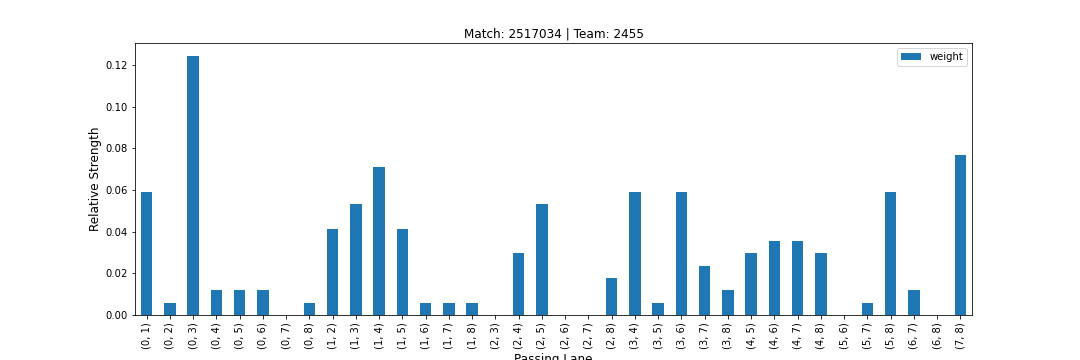 Match: 2517034 | Team: 2455
weight
Relative Strength
0.12
0.10
0.08
0.06
0.04
0.02
0.00
(0, 1) (0, 2) (0, 3) (0, 4) (0, 5) (0, 6) (0, 7) (0, 8) (1, 2) (1, 3) (1, 4) (1, 5) (1, 6) (1, 7) (1, 8) (2, 3) (2, 4) (2, 5) (2, 6) (2, 7) (2, 8) (3, 4) (3, 5) (3, 6) (3, 7) (3, 8) (4, 5) (4, 6) (4, 7) (4, 8) (5, 6) (5, 7) (5, 8) (6, 7) (6, 8) (7, 8)
Passing Lane